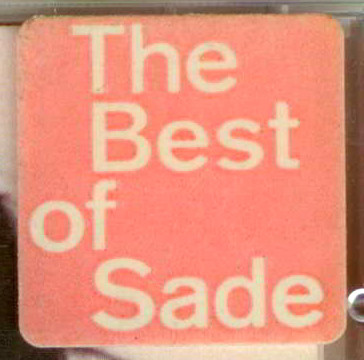 The
Best
of
Sade